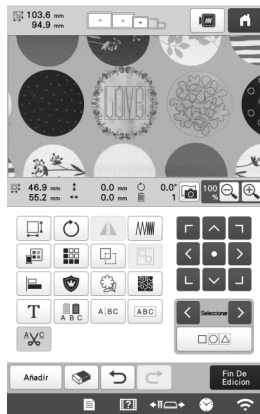 103.6 mm
94.9 mm
LOVE
46.9 mm 0.0 mm 0.0° 100 %
55.2 mm 0.0 mm 1
T A B C A BC ABC
A C
Seleccionar
Añadir
Fin De
Edicion